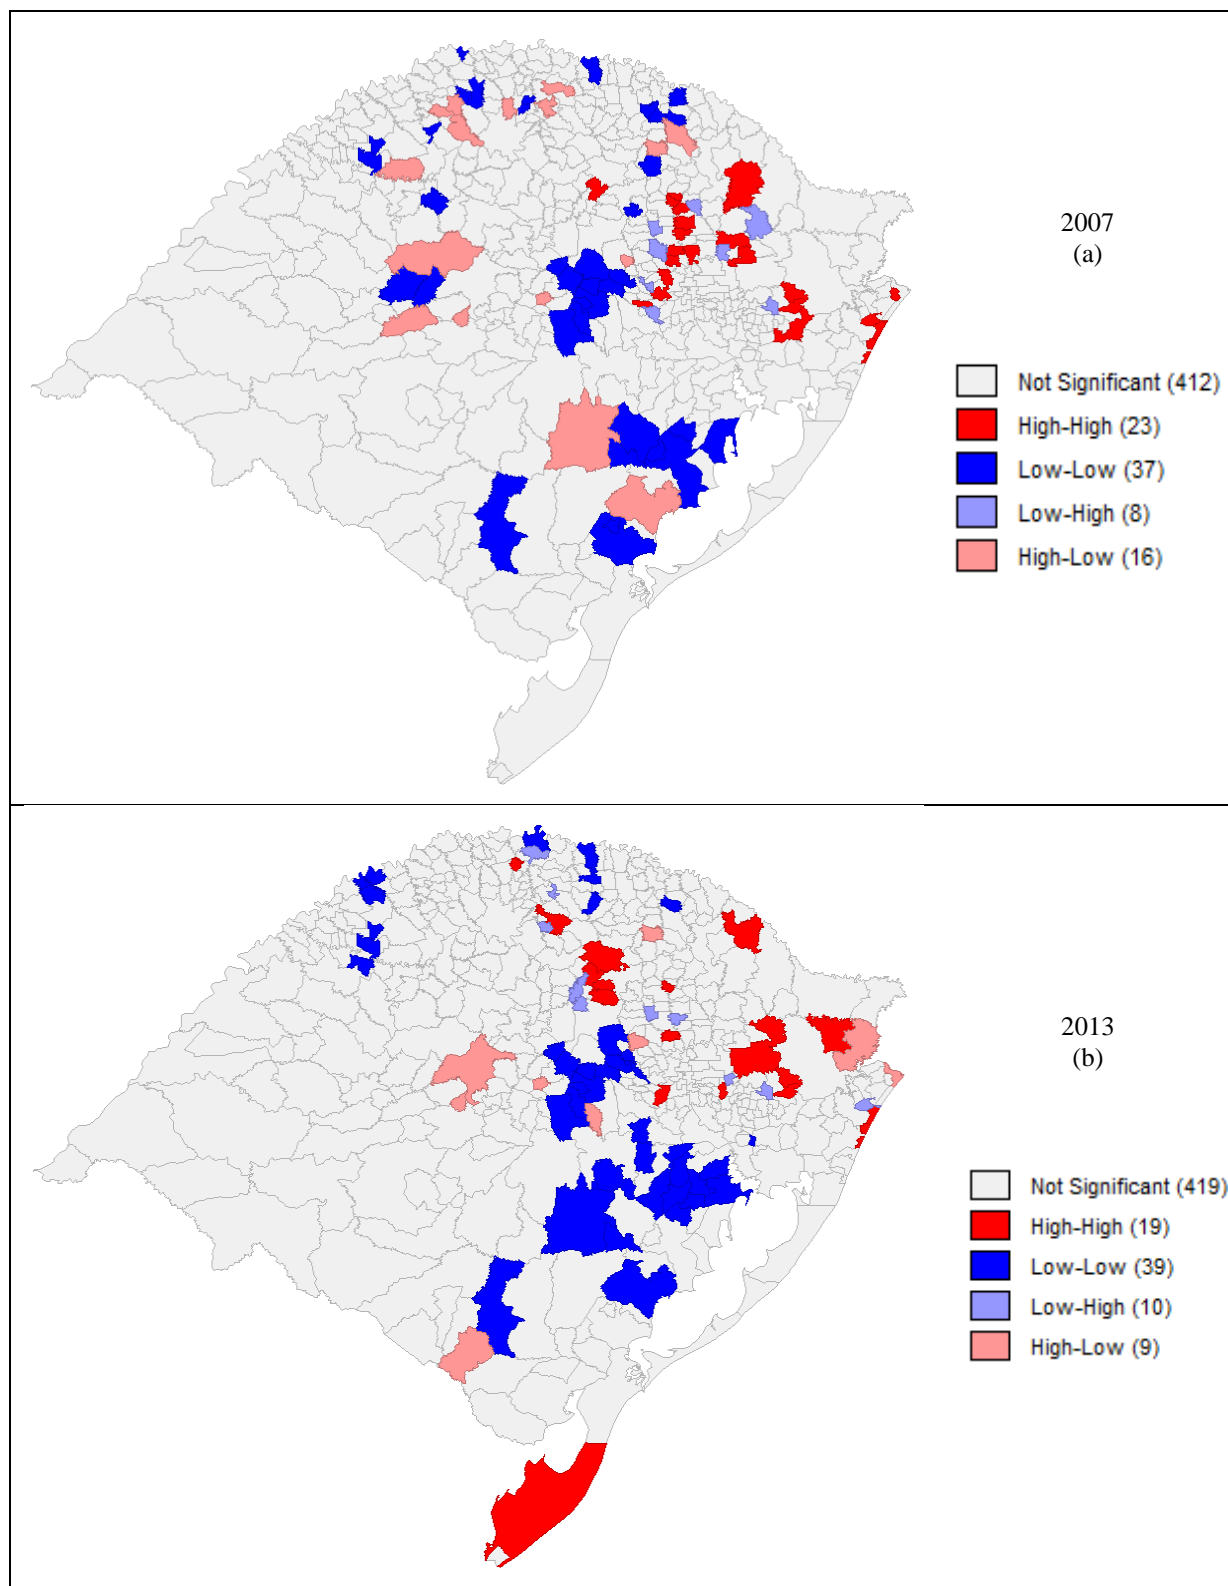 2007
(a)
Not Significant (412)
High-High (23)
Low-Low (37)
Low-High (8)
High-Low (16)
2013
(b)
Not Significant (419)
High-High (19)
Low-Low (39)
Low-High (10)
High-Low (9)